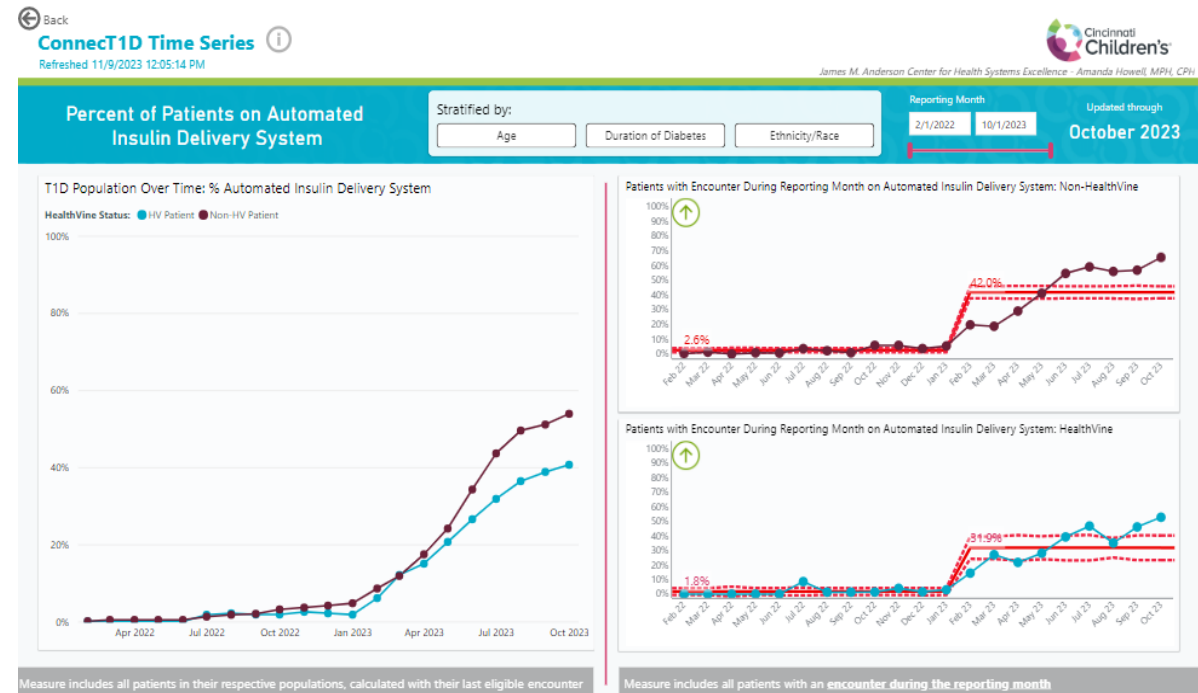 Back
ConnecT1D Time Series
Refreshed 11/9/2023 12:05:14 PM
Cincinnati
Children's
James M. Anderson Center for Health Systems Excellence - Amanda Howell, MPH, CPH
Percent of Patients on Automated
Insulin Delivery System
Stratified by:
Age
Duration of Diabetes
Ethnicity/Race
Reporting Month
2/1/2022
10/1/2023
Updated through
October 2023
T1D Population Over Time: % Automated Insulin Delivery System
HealthVine Status: HV Patient Non-HV Patient
100%
80%
60%
40%
20%
0%
Apr 2022 Jul 2022 Oct 2022 Jan 2023 Apr 2023 Jul 2023 Oct 2023
Measure includes all patients in their respective populations, calculated with their last eligible encounter
Patients with Encounter During Reporting Month on Automated Insulin Delivery System: Non-HealthVine
100%
90%
80%
70%
60%
50%
40%
30%
20%
10%
0%
2.6%
42.0%
Feb 22 Mar 22 Apr 22 May 22 Jun 22 Jul 22 Aug 22 Sep 22 Oct 22 Nov 22 Dec 22 Jan 23 Feb 23 Mar 23 Apr 23 May 23 Jun 23 Jul 23 Aug 23 Sep 23 Oct 23
Patients with Encounter During Reporting Month on Automated Insulin Delivery System: HealthVine
100%
90%
80%
70%
60%
50%
40%
30%
20%
10%
0%
1.8%
31.9%
Feb 22 Mar 22 Apr 22 May 22 Jun 22 Jul 22 Aug 22 Sep 22 Oct 22 Nov 22 Dec 22 Jan 23 Feb 23 Mar 23 Apr 23 May 23 Jun 23 Jul 23 Aug 23 Sep 23 Oct 23
Measure includes all patients with an encounter during the reporting month